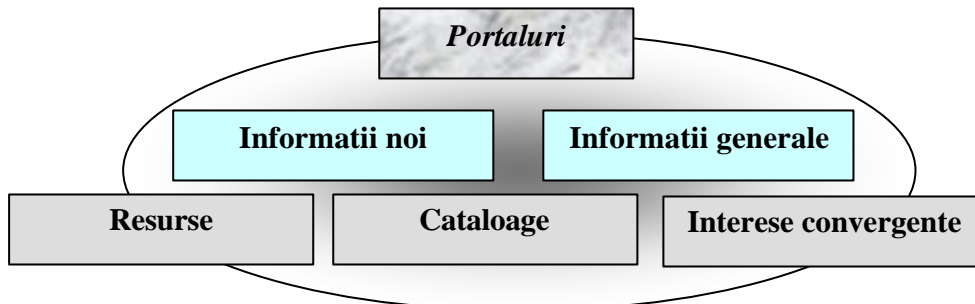 Portaluri
Informatii noi
Informatii generale
Resurse
Cataloage
Interese convergente